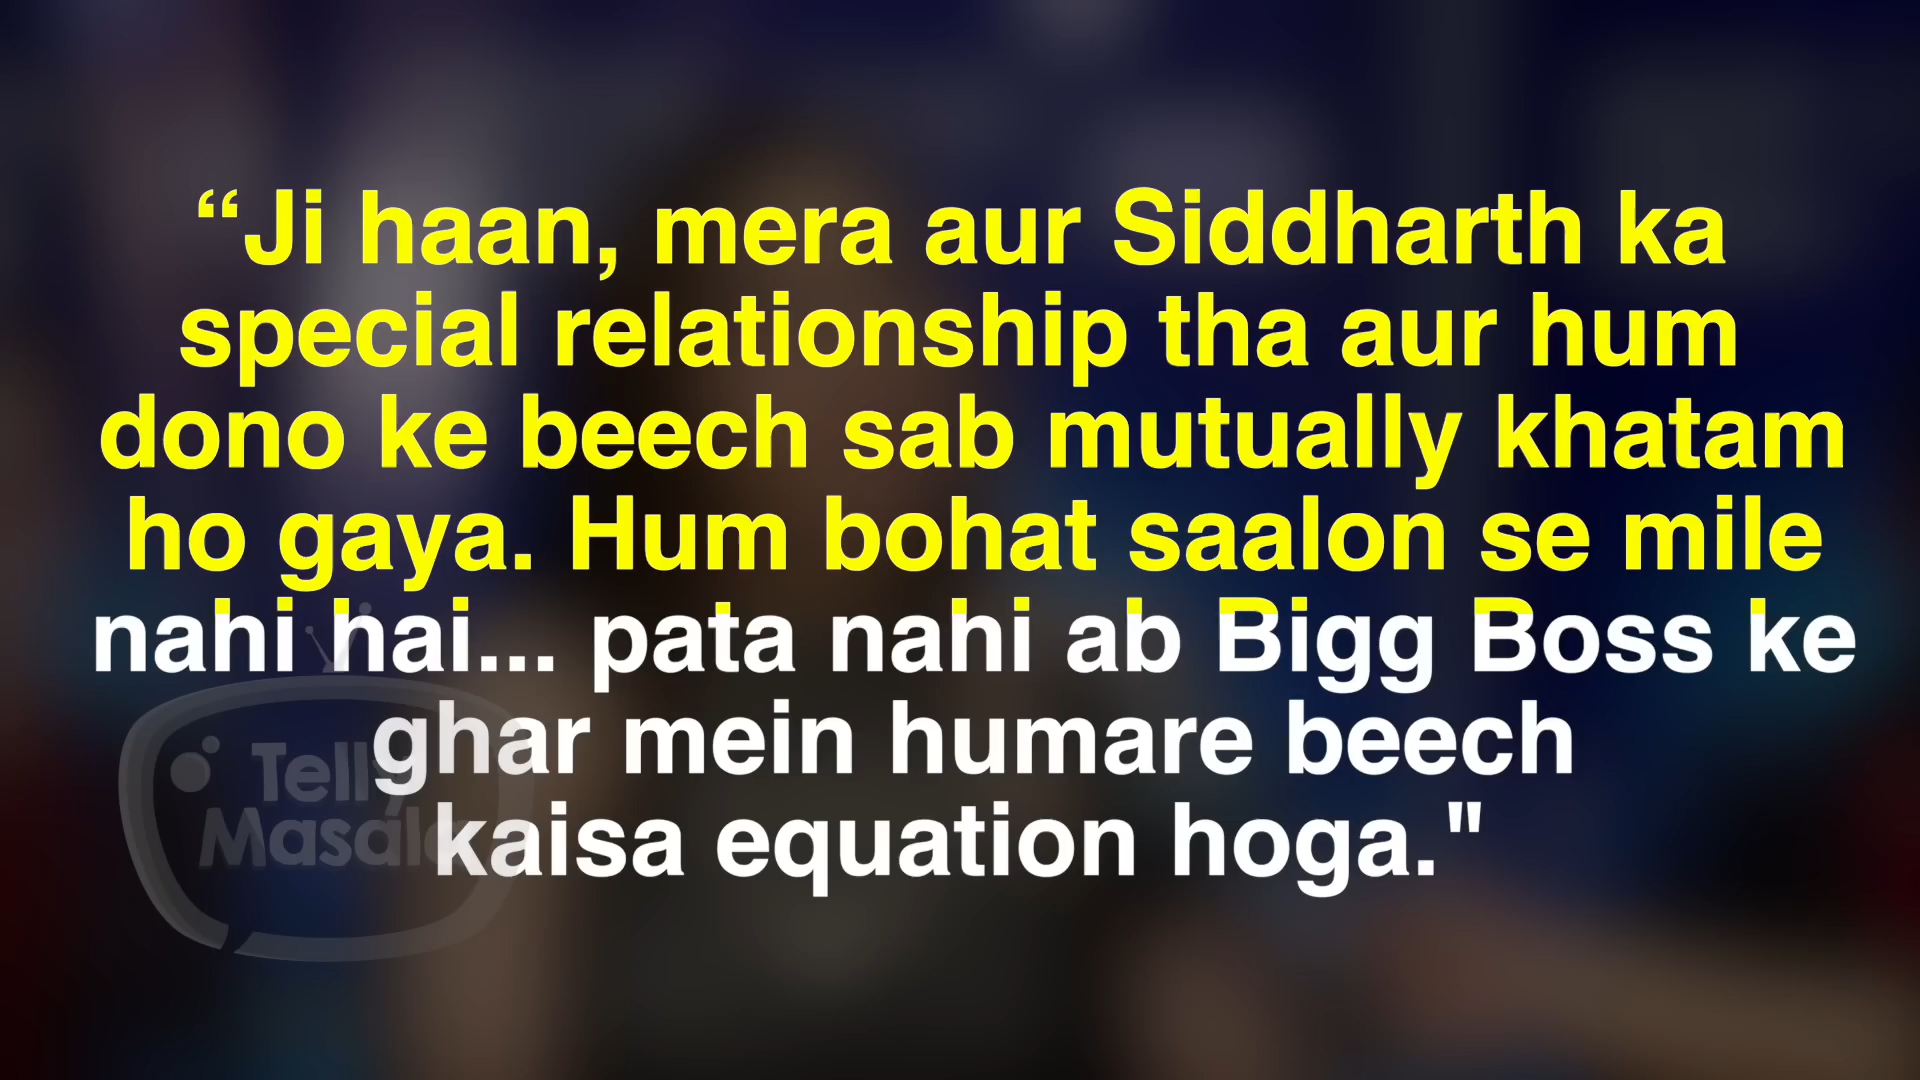 “Ji haan, mera aur Siddharth ka
special relationship tha aur hum
dono ke beech sab mutually khatam
ho gaya. Hum bohat saalon se mile
nahi hai... pata nahi ab Bigg Boss ke
ghar mein humare beech
kaisa equation hoga."
Telly
Masala